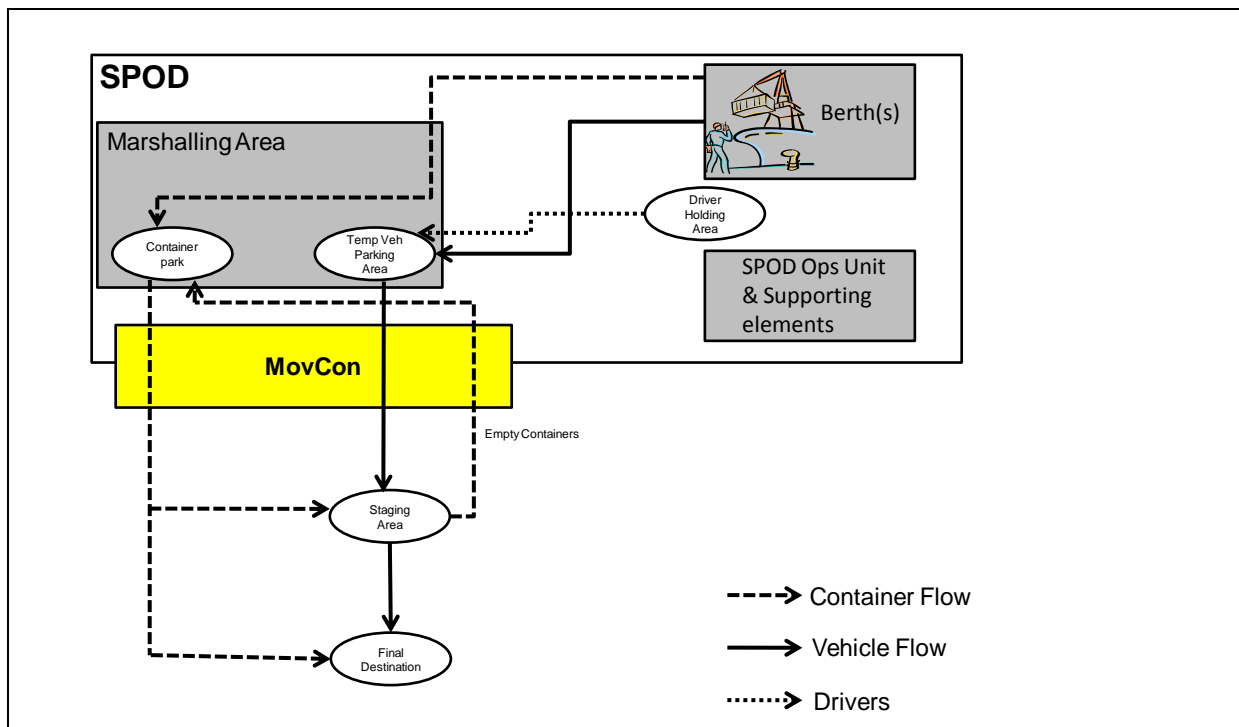 SPOD
Berth(s)
Marshalling Area
Driver
Holding
Area
Container
park
Temp Veh
Parking
Area
SPOD Ops Unit
& Supporting
elements
MovCon
Empty Containers
Staging
Area
Final
Destination
Container Flow
Vehicle Flow
Drivers